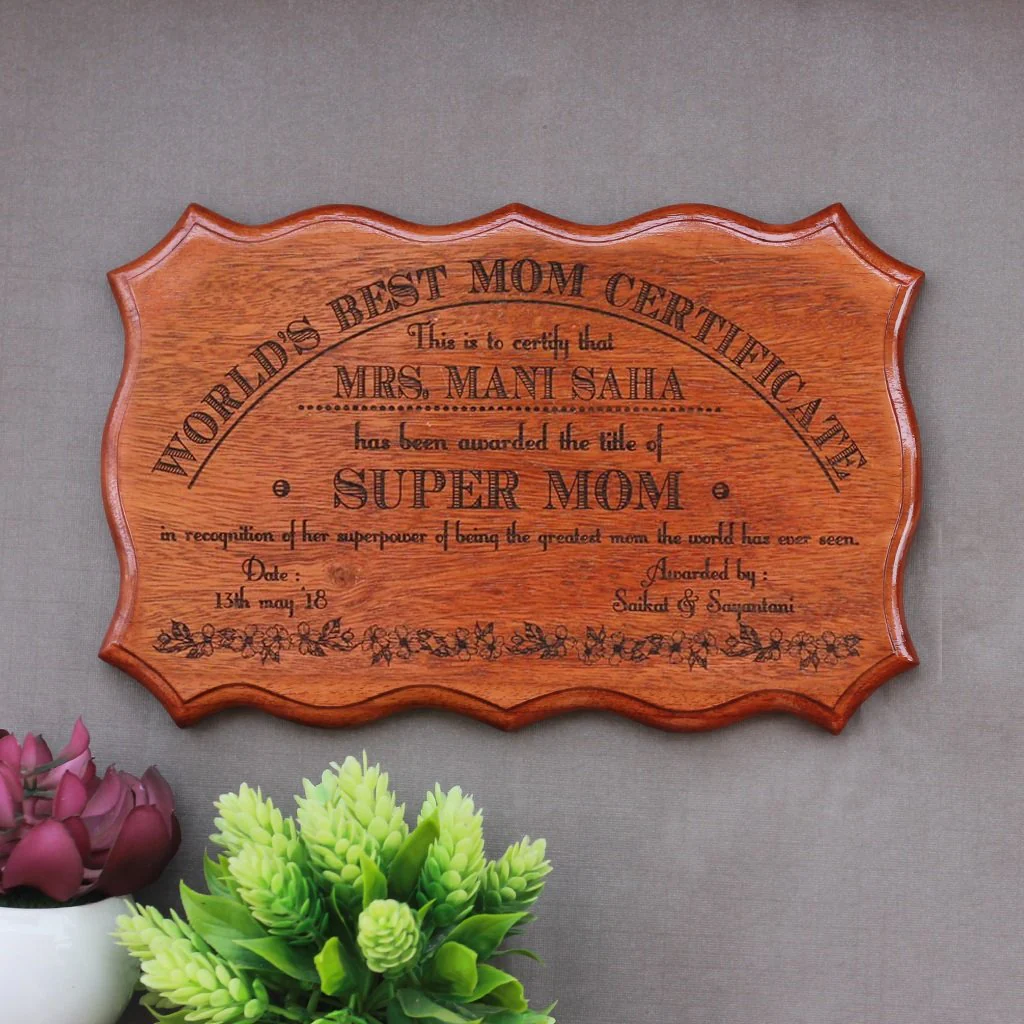 WORLD'S BEST MOM CERTIFICATE
This is to certify that
MRS. MANI SAHA
has been awarded the title of
SUPER MOM
in recognition of her superpower of being the greatest mom the world has ever seen.
Date :
13th may '18
Awarded by :
Saikat & Sayantani